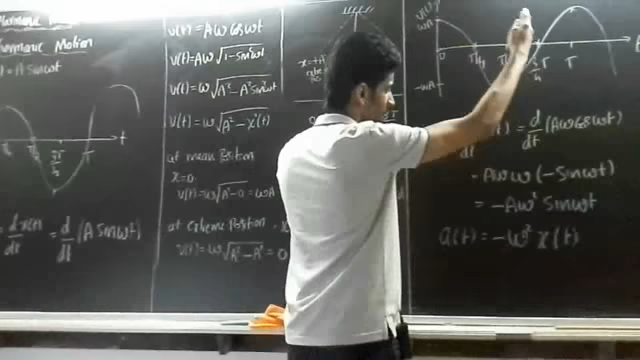 Harmonic Motion
= A sinωt
t
dx(t)/dt = d/dt (A sinωt)
v(t) = Aω cosωt
v(t) = Aω √1-sin²ωt
v(t) = ω √A²-A²sin²ωt
v(t) = ω √A²-x²(t)
at mean Position
x=0
v(t)=ω√A²-0 = ωA
at Extreme Position
v(t)=ω√A²-A² = 0
v(t)
ωA
-ωA
T
= d/dt (Aω cosωt)
dt
= Aωω (-Sinωt)
= -Aω² Sinωt
a(t) = -ω² x(t)